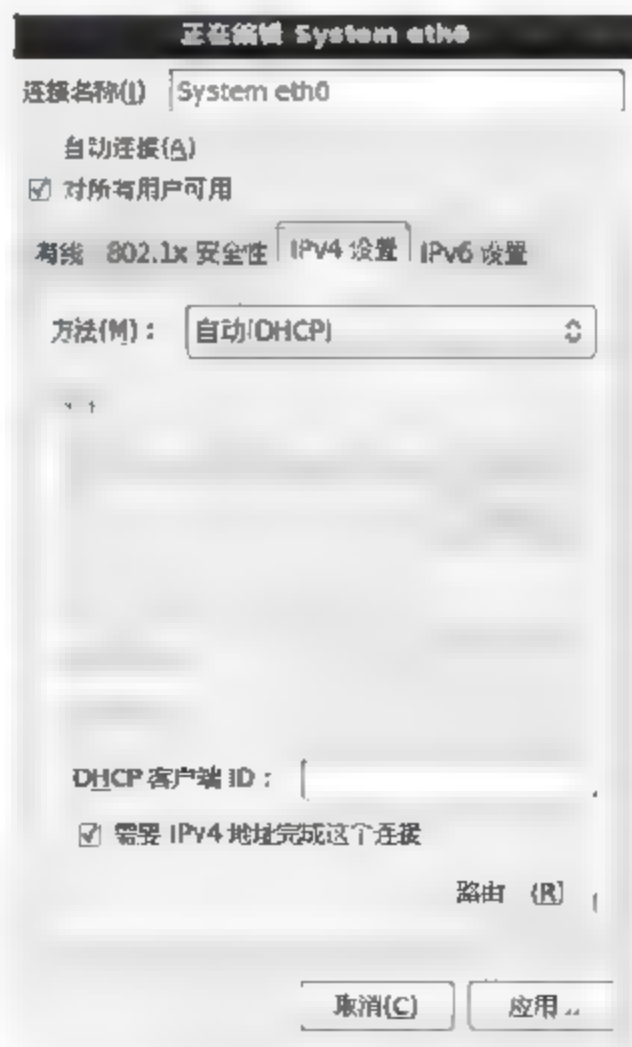 正在编辑 System eth0
连接名称(I) System eth0
自动连接(A)
对所有用户可用
有线 802.1x 安全性 IPv4 设置 IPv6 设置
方法(M): 自动(DHCP)
DHCP 客户端 ID:
需要 IPv4 地址完成这个连接
路由 (R)
取消(C) 应用..